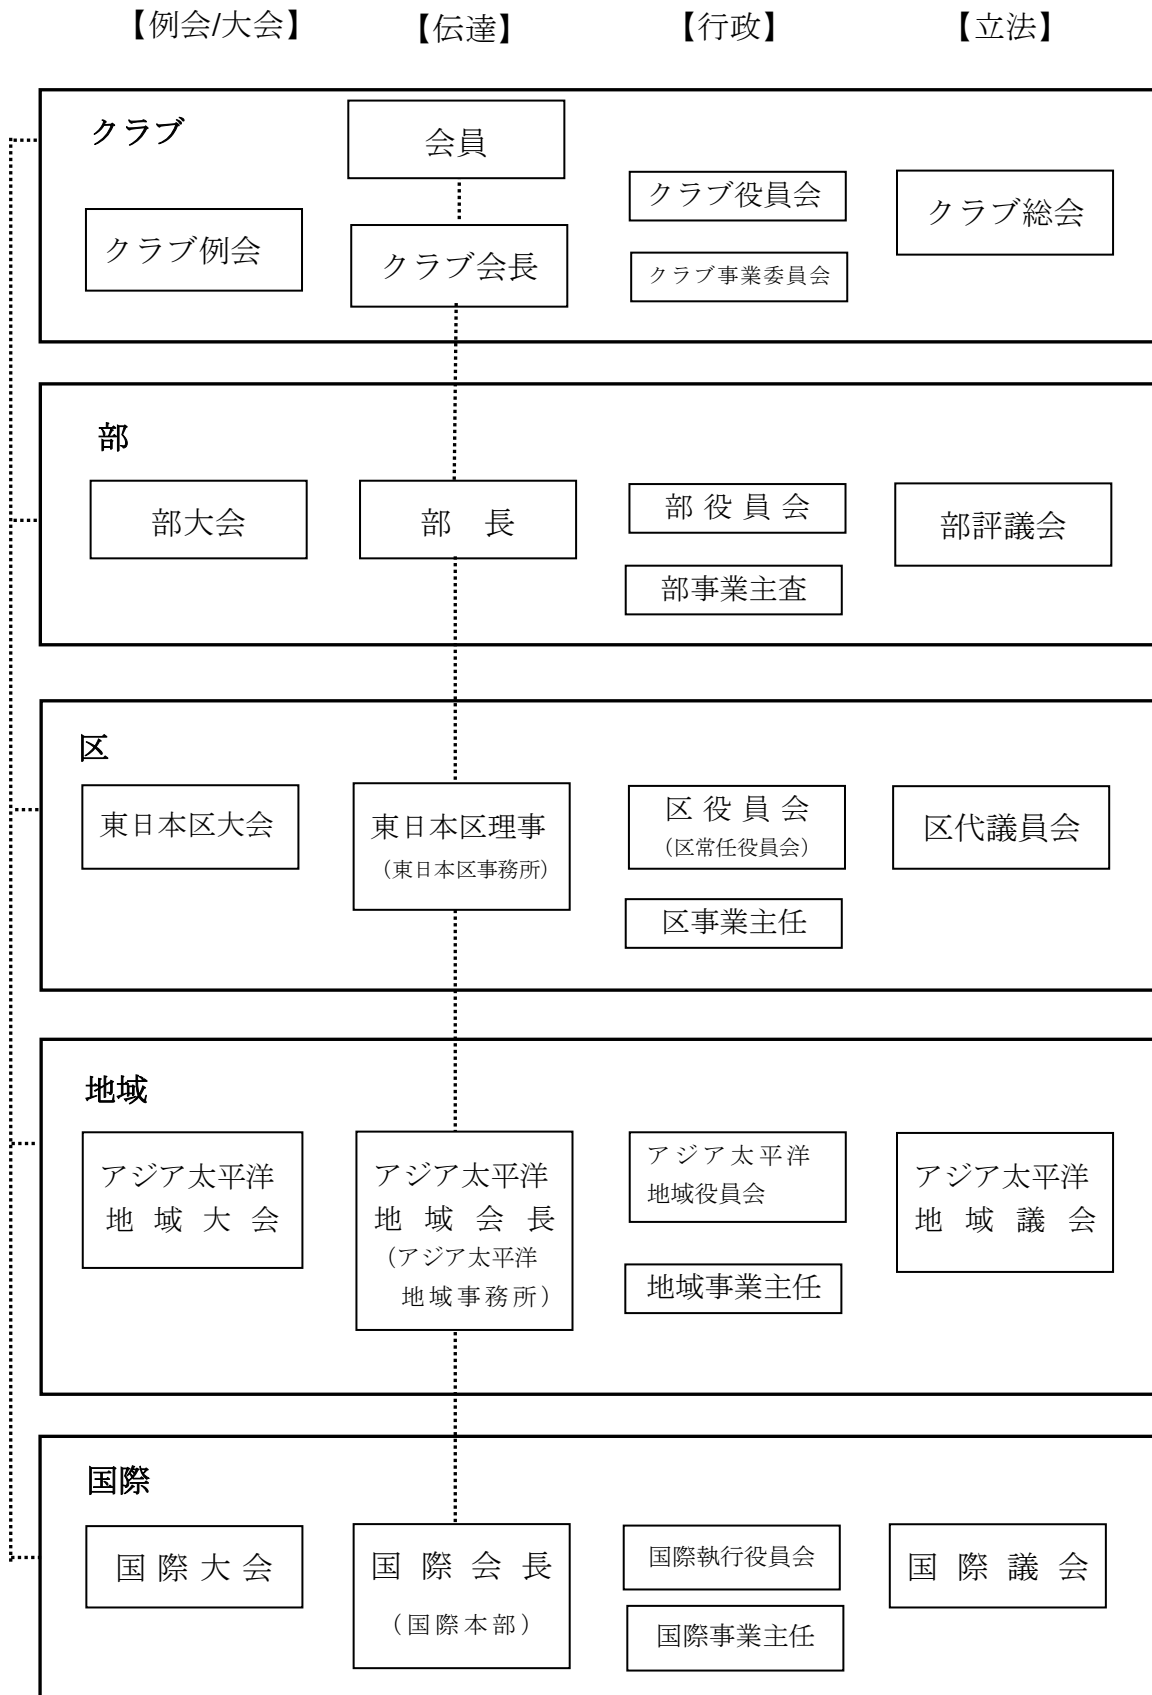 【例会/大会】 【伝達】 【行政】 【立法】
クラブ
会員
クラブ役員会
クラブ総会
クラブ例会
クラブ会長
クラブ事業委員会
部
部大会
部　長
部 役 員 会
部評議会
部事業主査
区
東日本区大会
東日本区理事
（東日本区事務所）
区 役 員 会
（区常任役員会）
区代議員会
区事業主任
地域
アジア太平洋
地 域 大 会
アジア太平洋
地 域 会 長
（アジア太平洋
地域事務所）
アジア太平洋
地域役員会
アジア太平洋
地 域 議 会
地域事業主任
国際
国 際 大 会
国 際 会 長
（国際本部）
国際執行役員会
国 際 議 会
国際事業主任